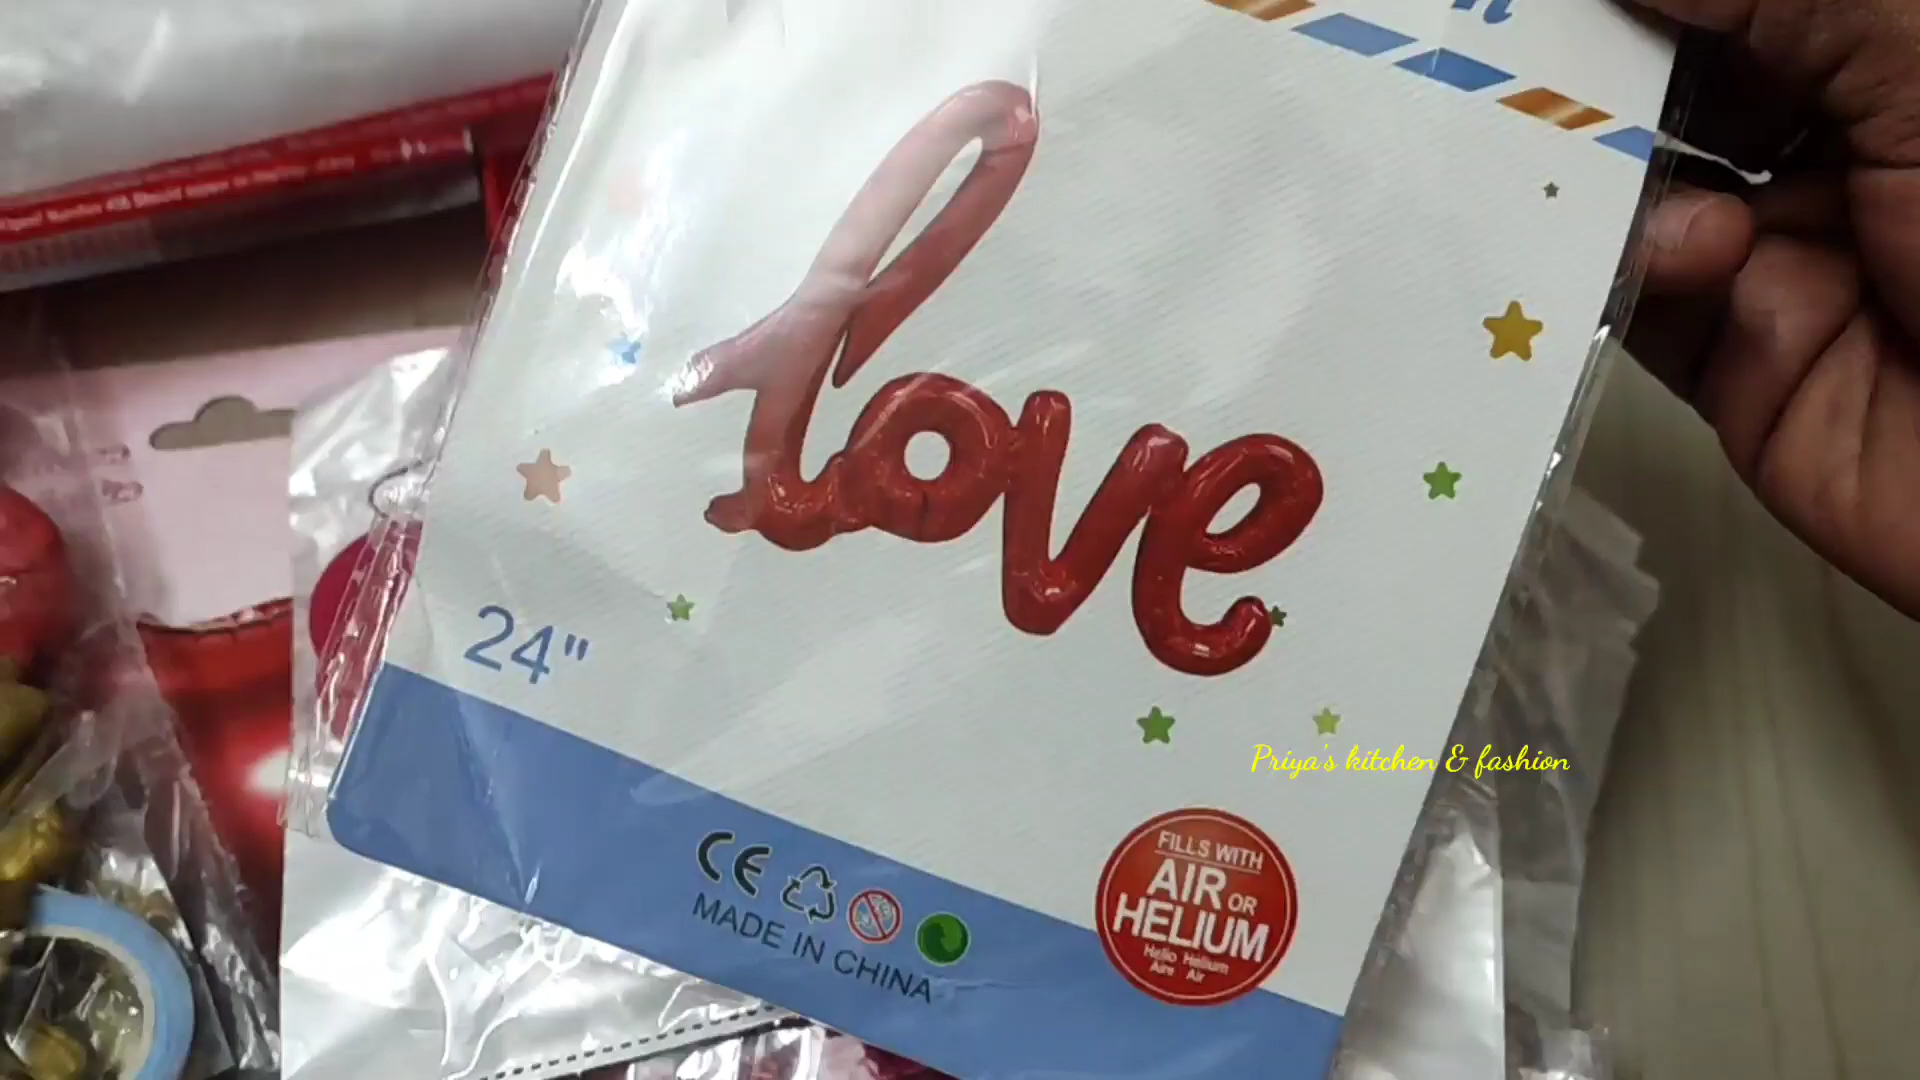 love
24"
Priya's kitchen & fashion
CE
MADE IN CHINA
FILLS WITH
AIR OR
HELIUM
Helio Helium
Aire Air